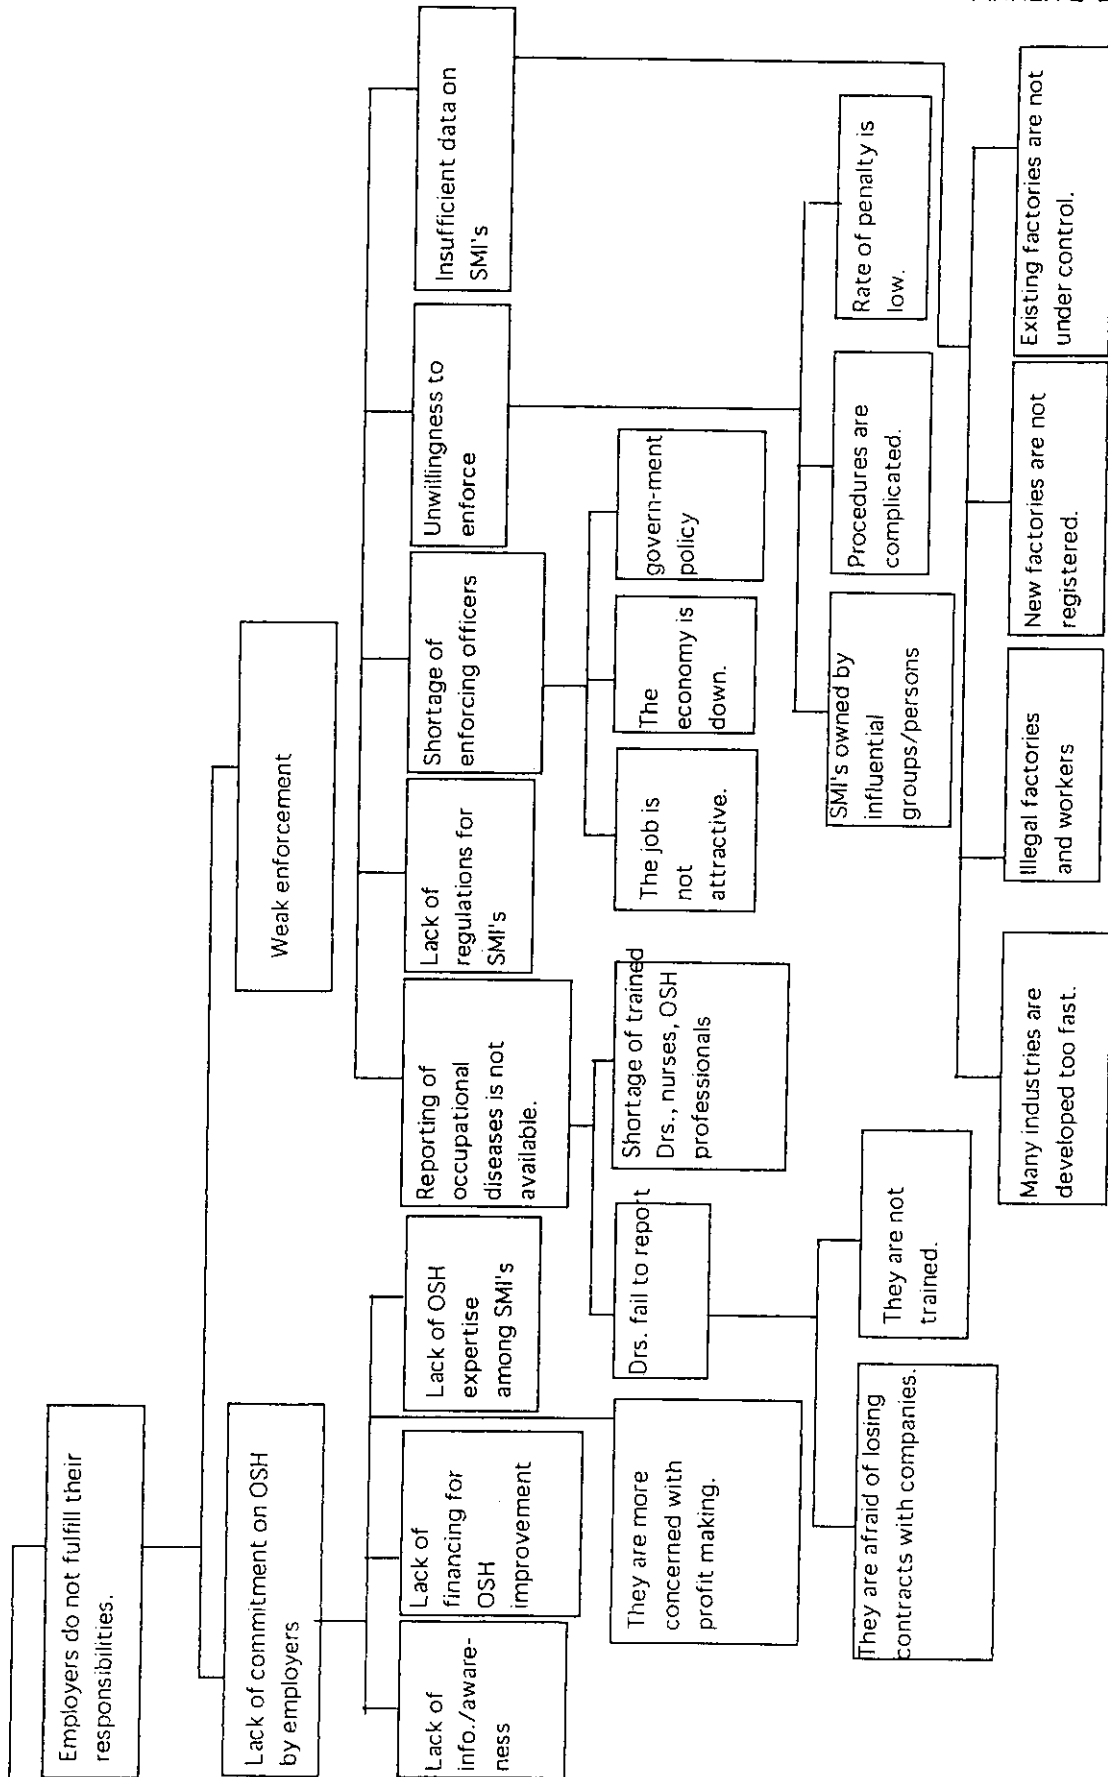 Employers do not fulfill their
responsibilities.
Lack of commitment on OSH
by employers
Weak enforcement
Lack of
info./aware-
ness
Lack of
financing for
OSH
improvement
Lack of OSH
expertise
among SMI's
Reporting of
occupational
diseases is not
available.
Lack of
regulations for
SMI's
Shortage of
enforcing officers
Unwillingness to
enforce
Insufficient data on
SMI's
They are more
concerned with
profit making.
Drs. fail to report
Shortage of trained
Drs., nurses, OSH
professionals
The job is
not
attractive.
The
economy is
down.
govern-ment
policy
SMI's owned by
influential
groups/persons
Procedures are
complicated.
Rate of penalty is
low.
They are afraid of losing
contracts with companies.
They are not
trained.
Many industries are
developed too fast.
Illegal factories
and workers
New factories are not
registered.
Existing factories are not
under control.